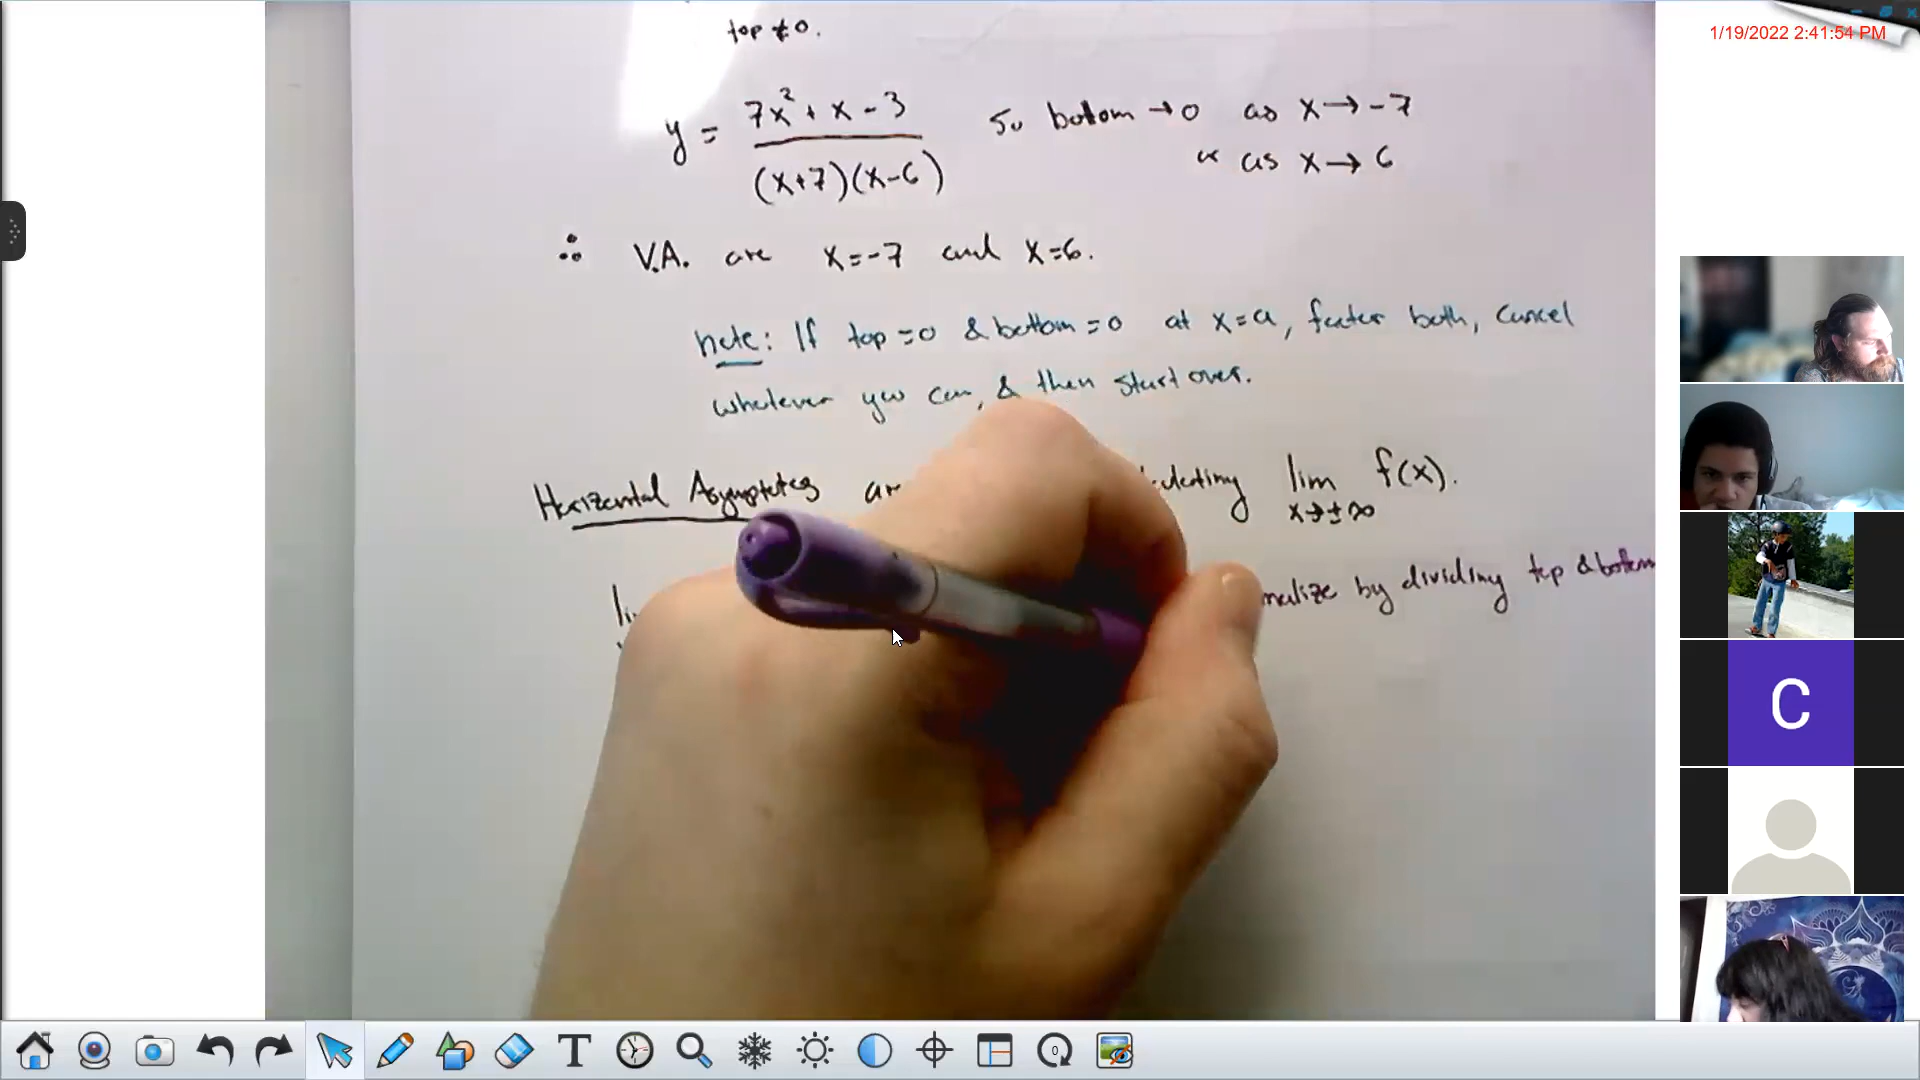 1/19/2022 2:41:54 PM
top ≠ 0.
y = 7x² + x - 3 / (x+7)(x-6) So bottom → 0 as x → -7
or as x → 6
∴ V.A. are x = -7 and x = 6.
note: If top = 0 & bottom = 0 at x = a, factor both, cancel
whatever you can, & then start over.
Horizontal Asymptotes lim f(x).
x→±∞
by dividing top & bottom
C
T
0